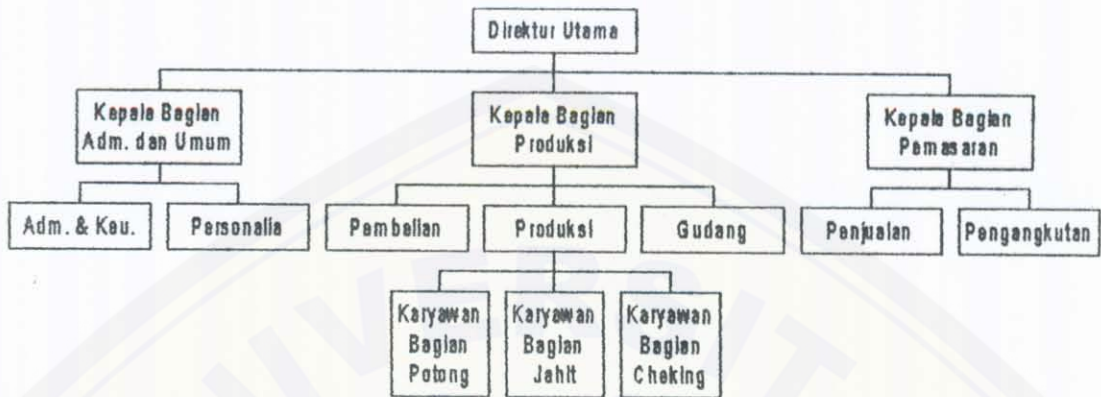 Direktur Utama
Kepala Bagian
Adm. dan Umum
Kepala Bagian
Produksi
Kepala Bagian
Pemasaran
Adm. & Keu.
Personalia
Pembelian
Produksi
Gudang
Penjualan
Pengangkutan
Karyawan
Bagian
Potong
Karyawan
Bagian
Jahit
Karyawan
Bagian
Cheking